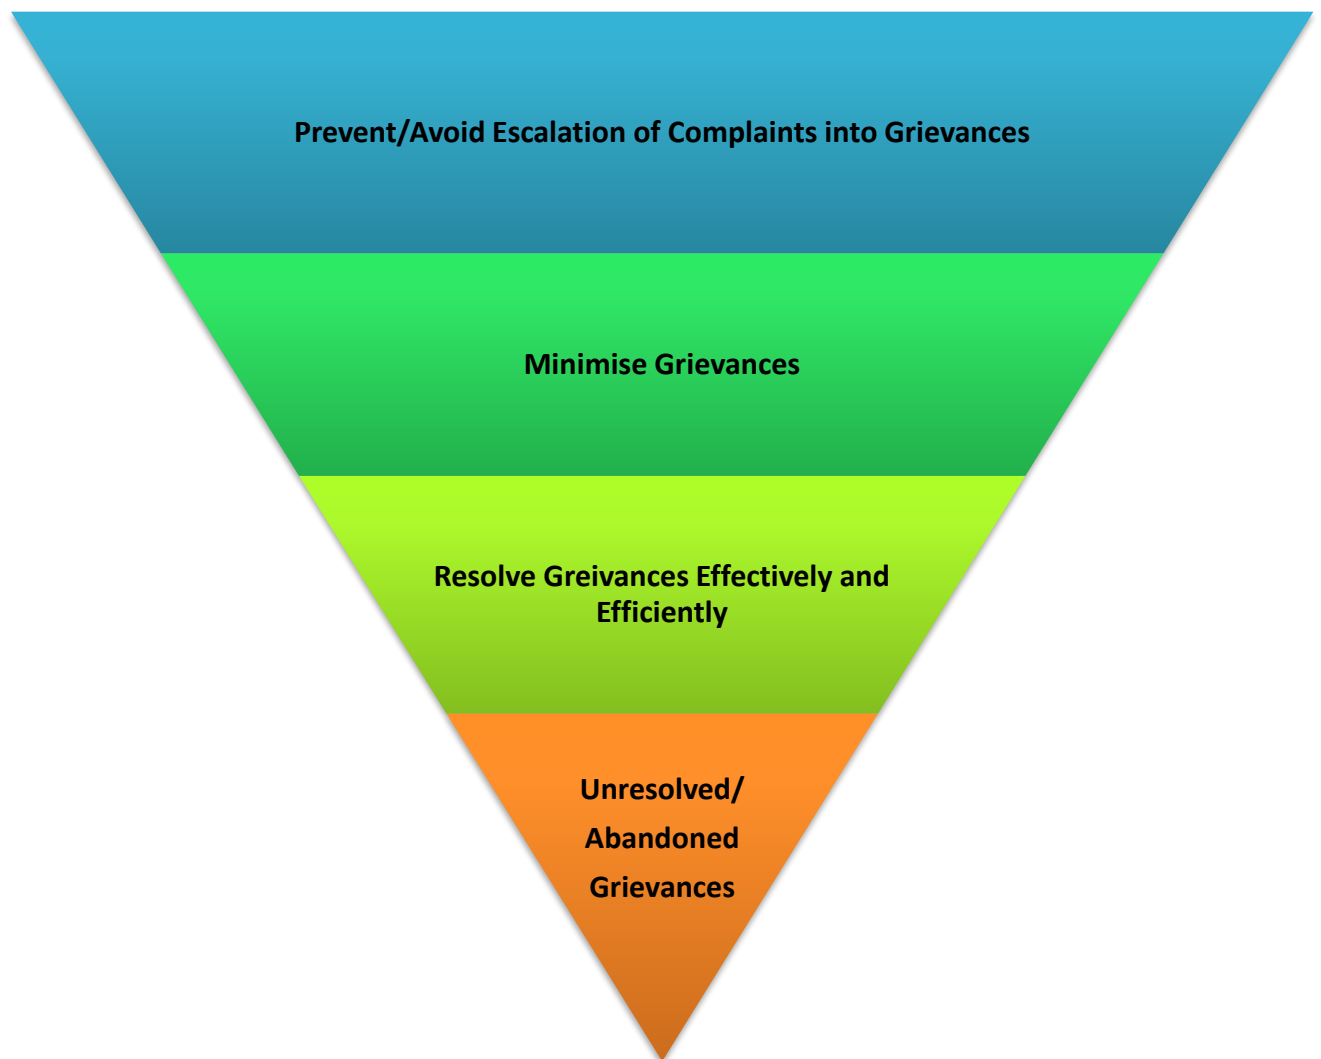 Prevent/Avoid Escalation of Complaints into Grievances
Minimise Grievances
Resolve Greivances Effectively and
Efficiently
Unresolved/
Abandoned
Grievances